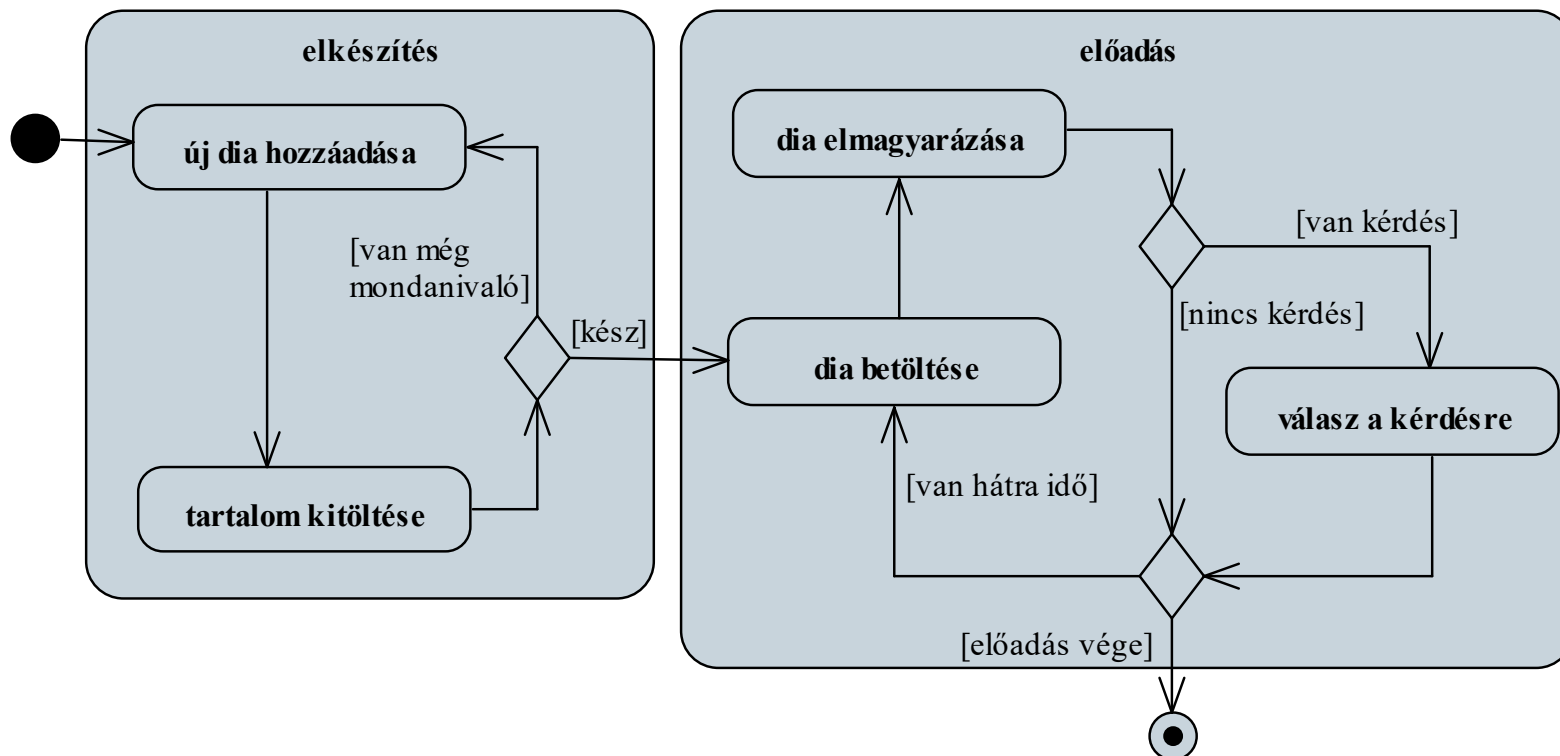 elkészítés
új dia hozzáadása
[van még
mondanivaló]
[kész]
tartalom kitöltése
előadás
dia elmagyarázása
[van kérdés]
[nincs kérdés]
dia betöltése
válasz a kérdésre
[van hátra idő]
[előadás vége]